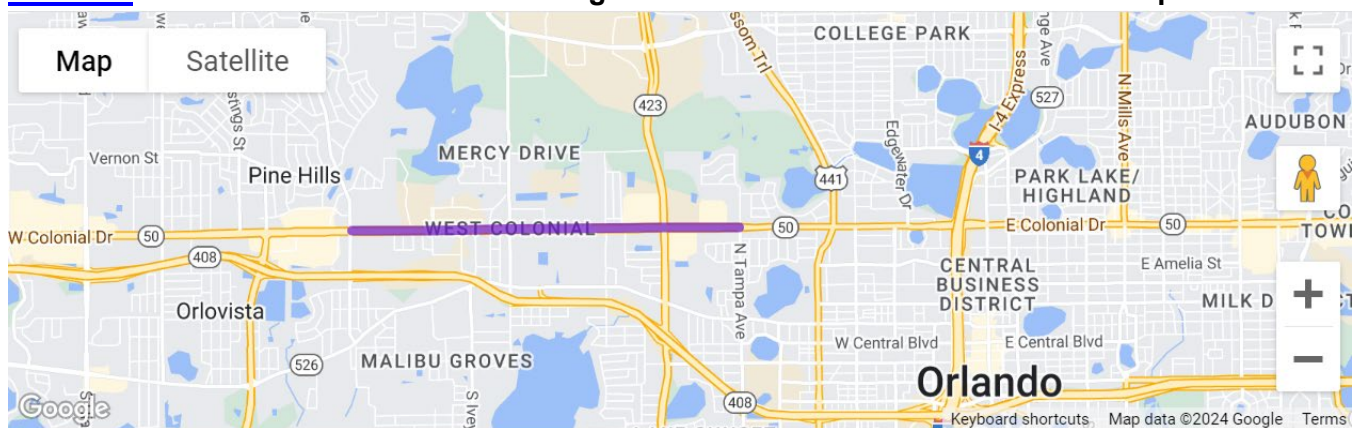 Map
Satellite
COLLEGE PARK
I-4 Express
527
N Mills Ave
423
AUDUBON
Vernon St
MERCY DRIVE
Edgewater Dr
4
Pine Hills
441
PARK LAKE/
HIGHLAND
W Colonial Dr
50
WEST COLONIAL
50
E Colonial Dr
50
408
N Tampa Ave
CENTRAL
BUSINESS
DISTRICT
E Amelia St
Orlovista
MILK D
W Central Blvd
E Central Blvd
526
MALIBU GROVES
Orlando
408
Google
Keyboard shortcuts
Map data ©2024 Google
Terms